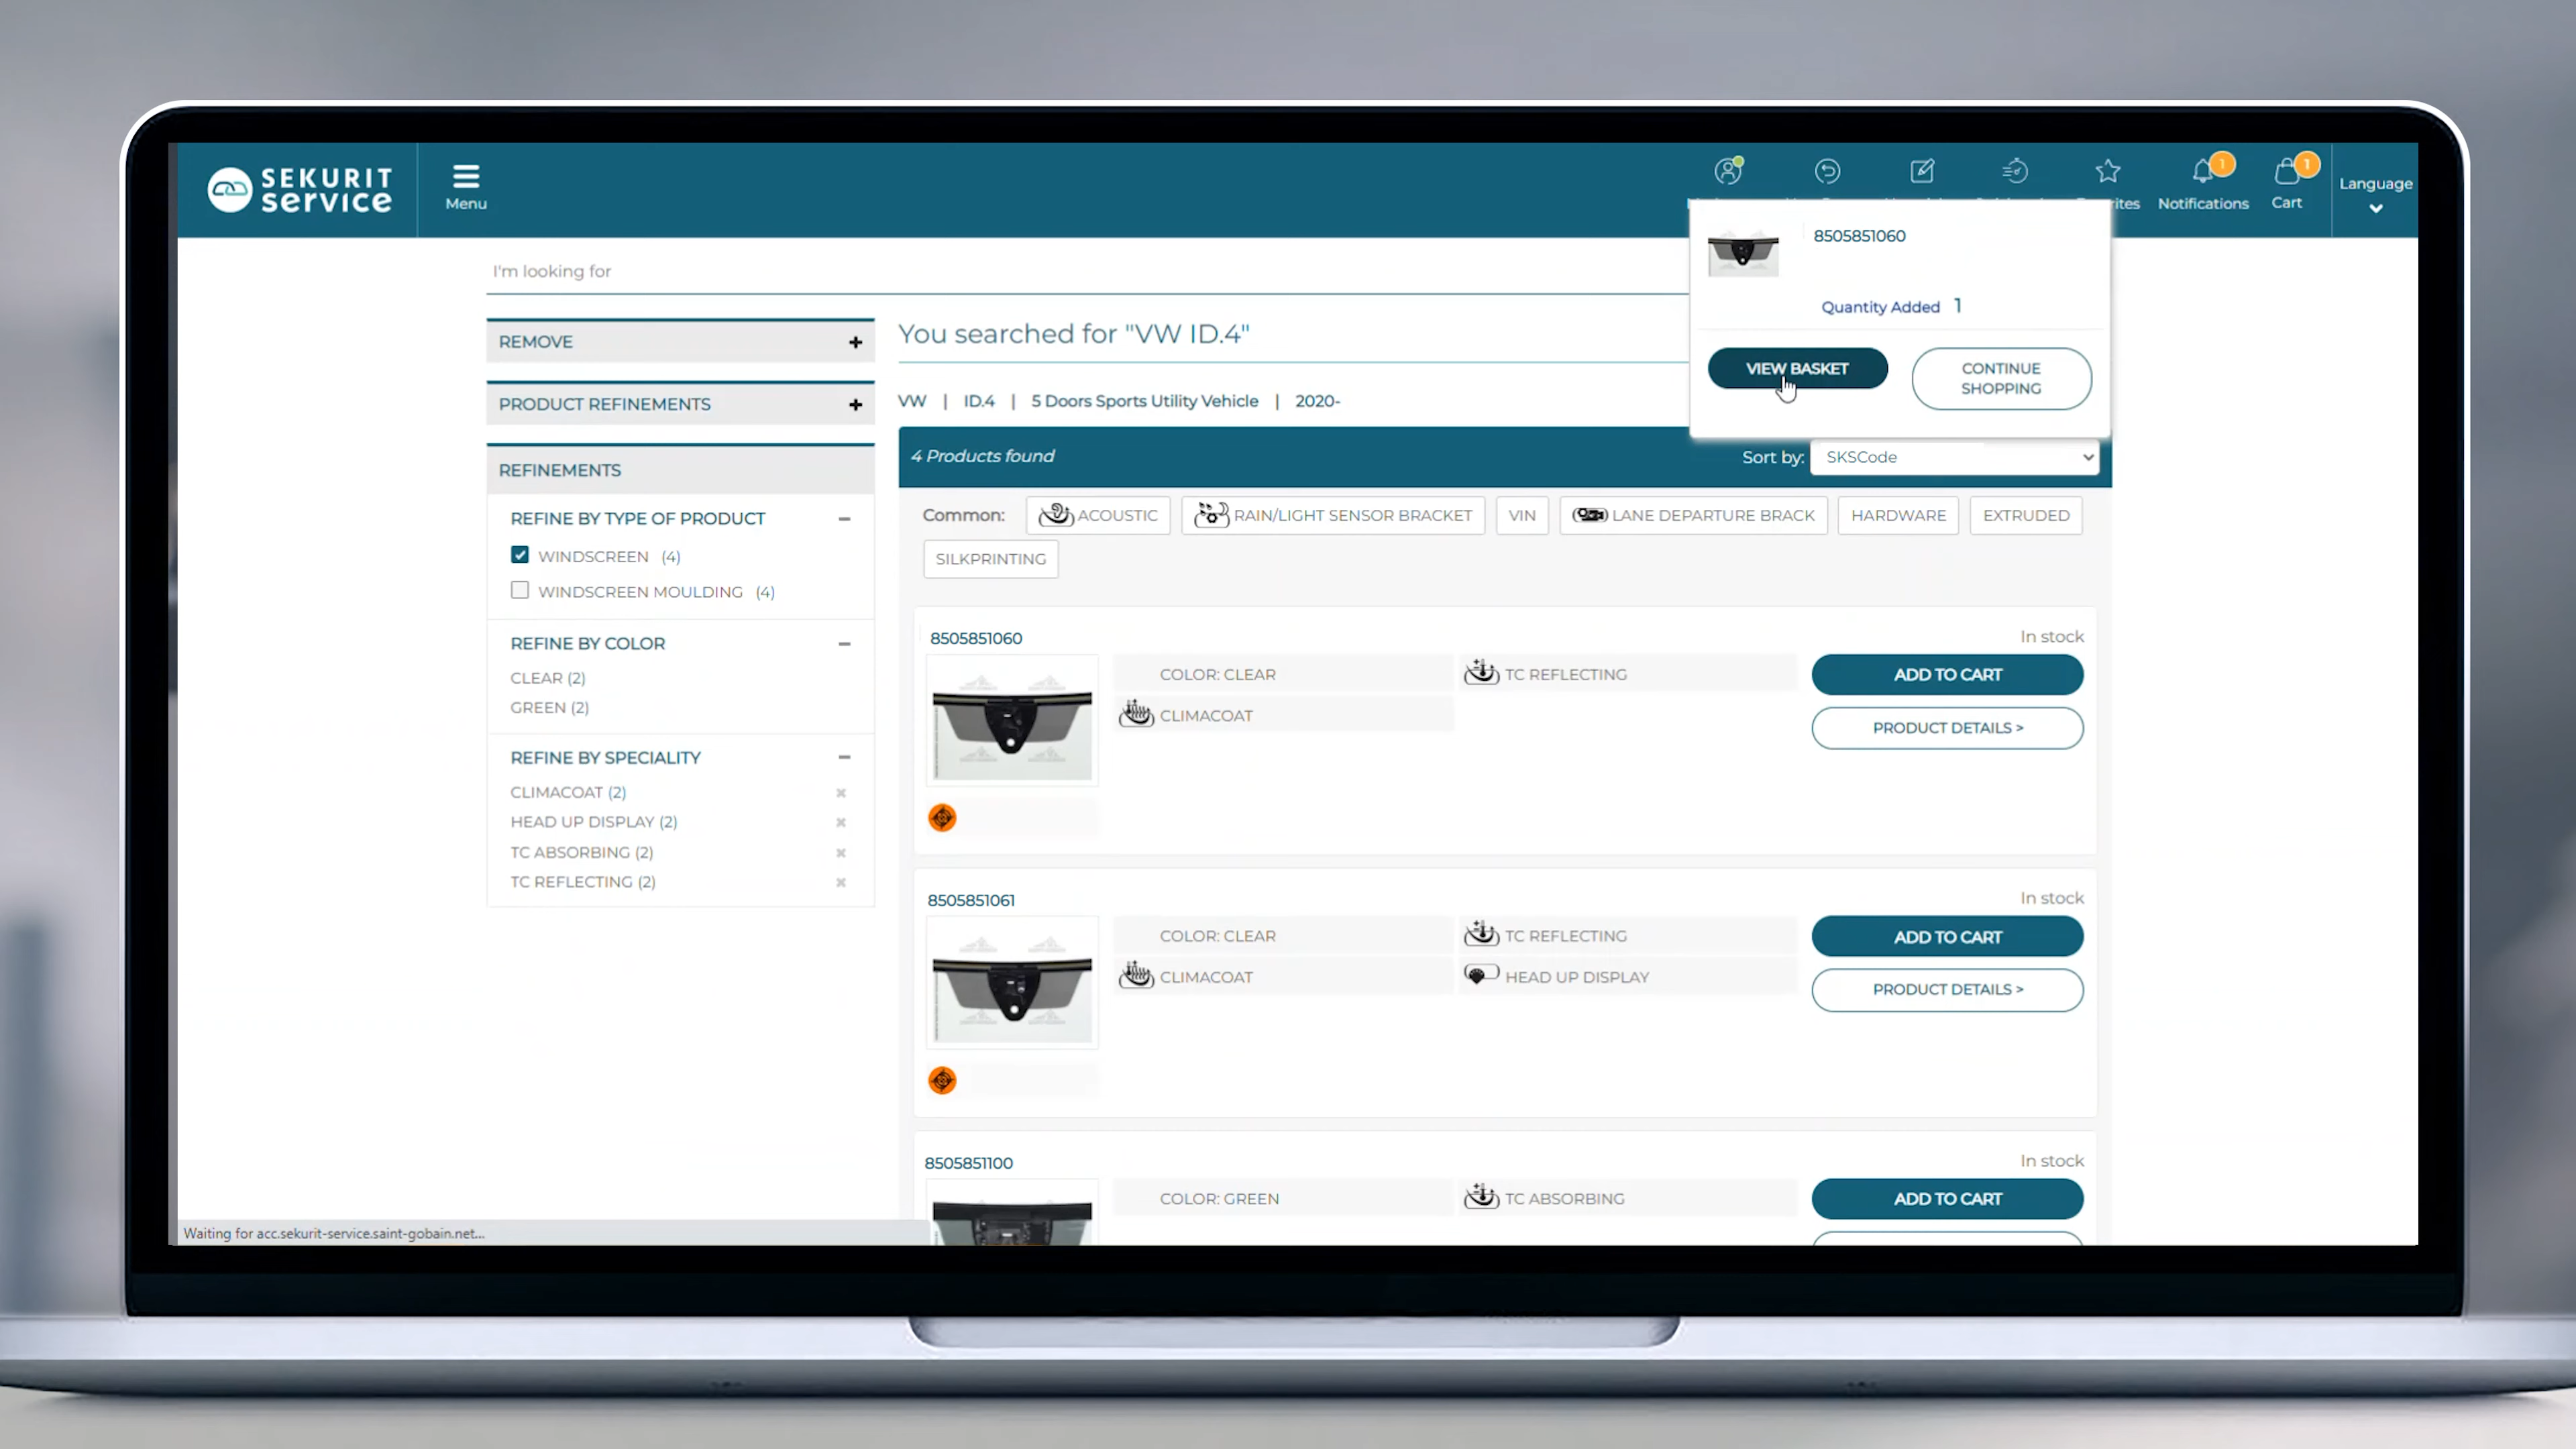 SEKURIT
service
Menu
Notifications
Cart
1
1
Language
rites
8505851060
Quantity Added 1
VIEW BASKET
CONTINUE
SHOPPING
I'm looking for
REMOVE
PRODUCT REFINEMENTS
REFINEMENTS
REFINE BY TYPE OF PRODUCT
WINDSCREEN (4)
WINDSCREEN MOULDING (4)
REFINE BY COLOR
CLEAR (2)
GREEN (2)
REFINE BY SPECIALITY
CLIMACOAT (2)
HEAD UP DISPLAY (2)
TC ABSORBING (2)
TC REFLECTING (2)
You searched for "VW ID.4"
VW | ID.4 | 5 Doors Sports Utility Vehicle | 2020-
4 Products found
Sort by: SKSCode
Common: ACOUSTIC RAIN/LIGHT SENSOR BRACKET VIN LANE DEPARTURE BRACK HARDWARE EXTRUDED
SILKPRINTING
8505851060
In stock
COLOR: CLEAR TC REFLECTING
CLIMACOAT
ADD TO CART
PRODUCT DETAILS >
8505851061
In stock
COLOR: CLEAR TC REFLECTING
CLIMACOAT HEAD UP DISPLAY
ADD TO CART
PRODUCT DETAILS >
8505851100
In stock
COLOR: GREEN TC ABSORBING
ADD TO CART
Waiting for acc.sekurit-service.saint-gobain.net...